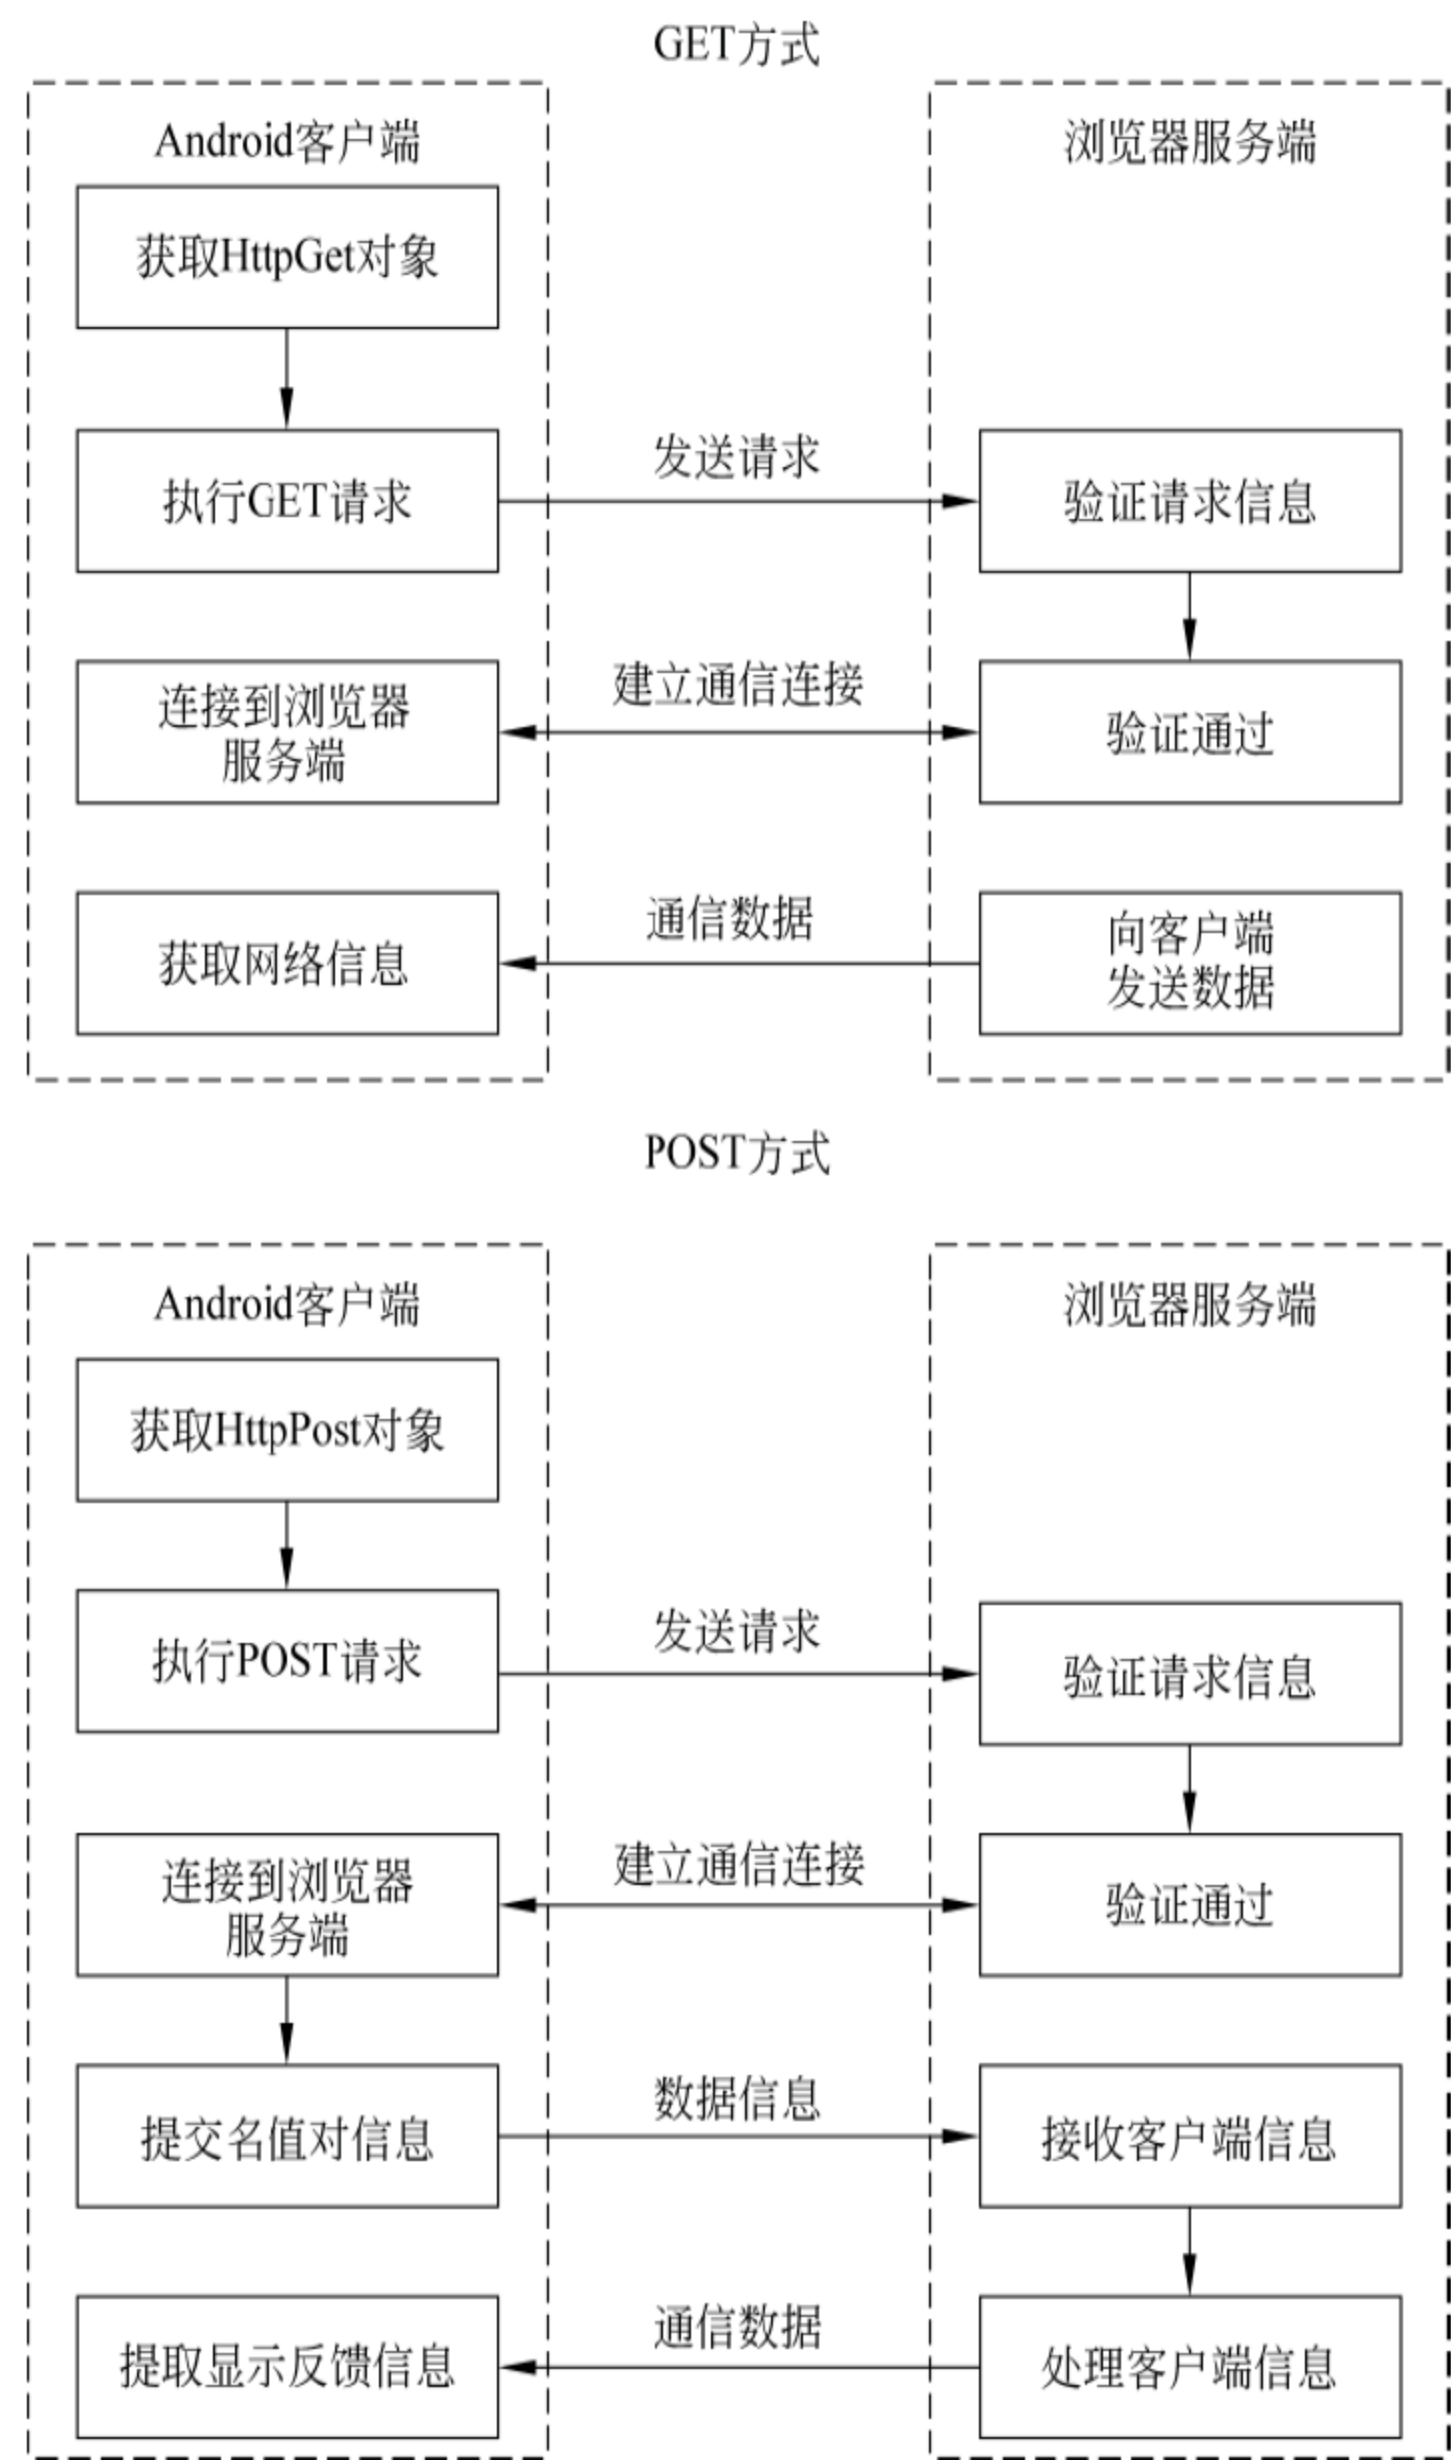 GET方式
Android客户端
浏览器服务端
获取HttpGet对象
执行GET请求
发送请求
验证请求信息
连接到浏览器
服务端
建立通信连接
验证通过
获取网络信息
通信数据
向客户端
发送数据
POST方式
Android客户端
浏览器服务端
获取HttpPost对象
执行POST请求
发送请求
验证请求信息
连接到浏览器
服务端
建立通信连接
验证通过
提交名值对信息
数据信息
接收客户端信息
提取显示反馈信息
通信数据
处理客户端信息